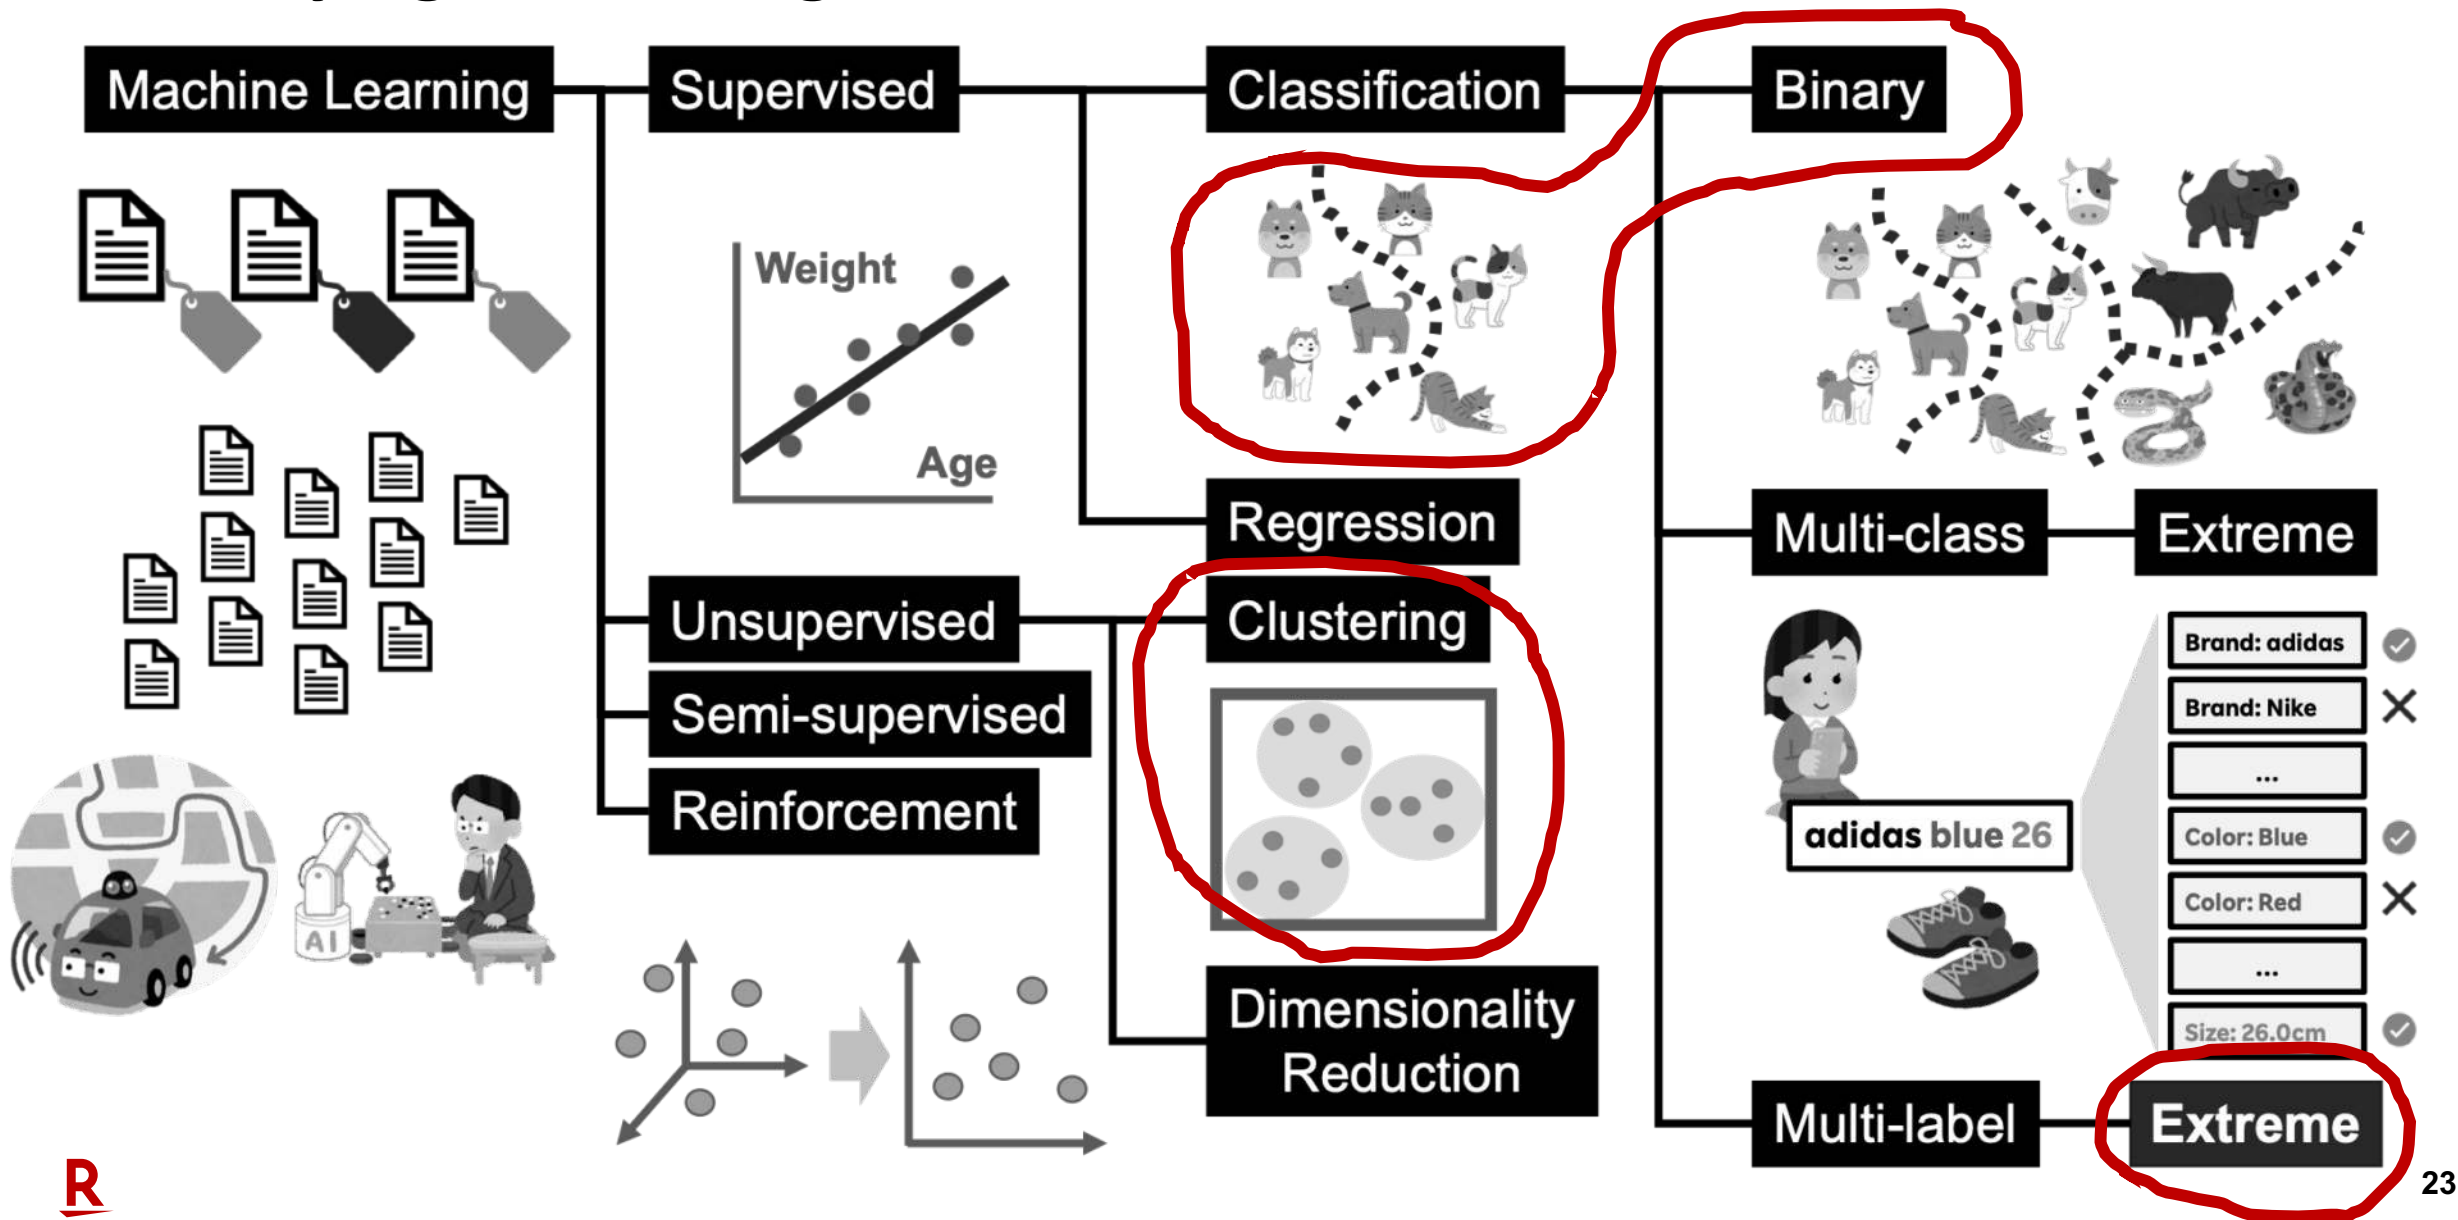 Machine Learning
Supervised
Classification
Binary
Weight
Age
Regression
Multi-class
Extreme
Unsupervised
Clustering
Semi-supervised
Reinforcement
AI
Dimensionality
Reduction
adidas blue 26
Brand: adidas
Brand: Nike
...
Color: Blue
Color: Red
...
Size: 26.0cm
Multi-label
Extreme
R
23